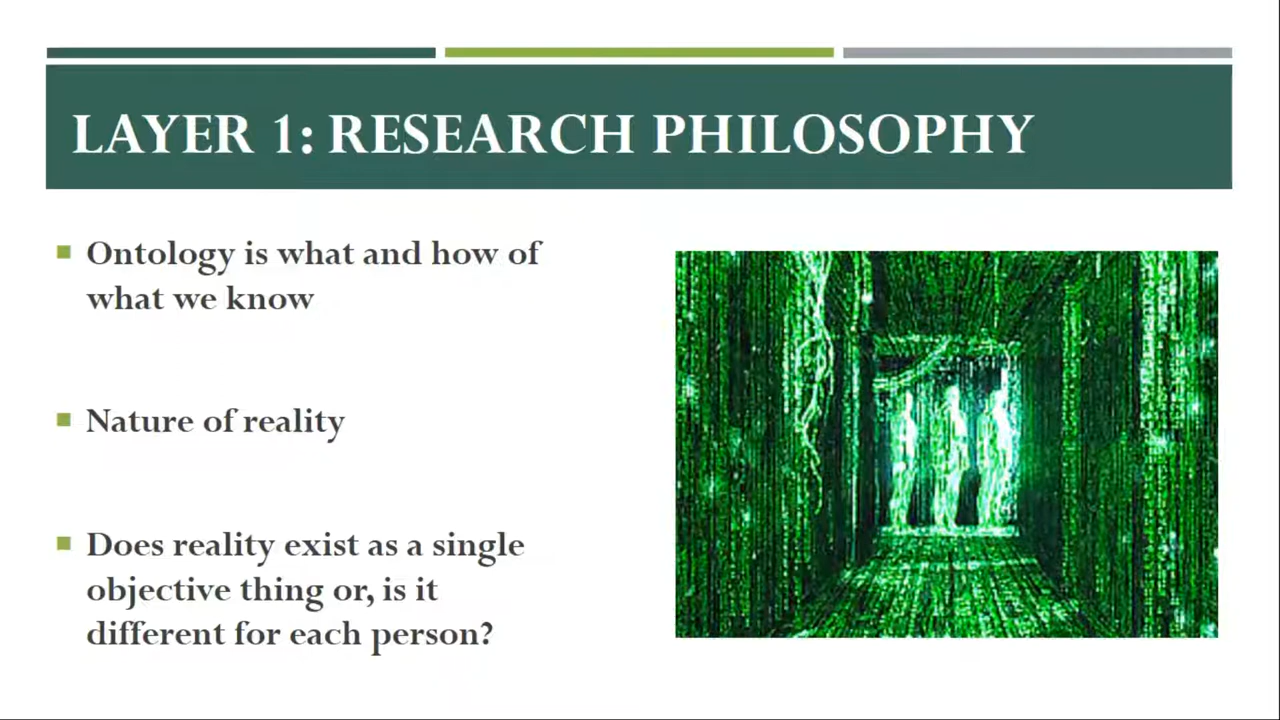 LAYER 1: RESEARCH PHILOSOPHY
Ontology is what and how of
what we know
Nature of reality
Does reality exist as a single
objective thing or, is it
different for each person?